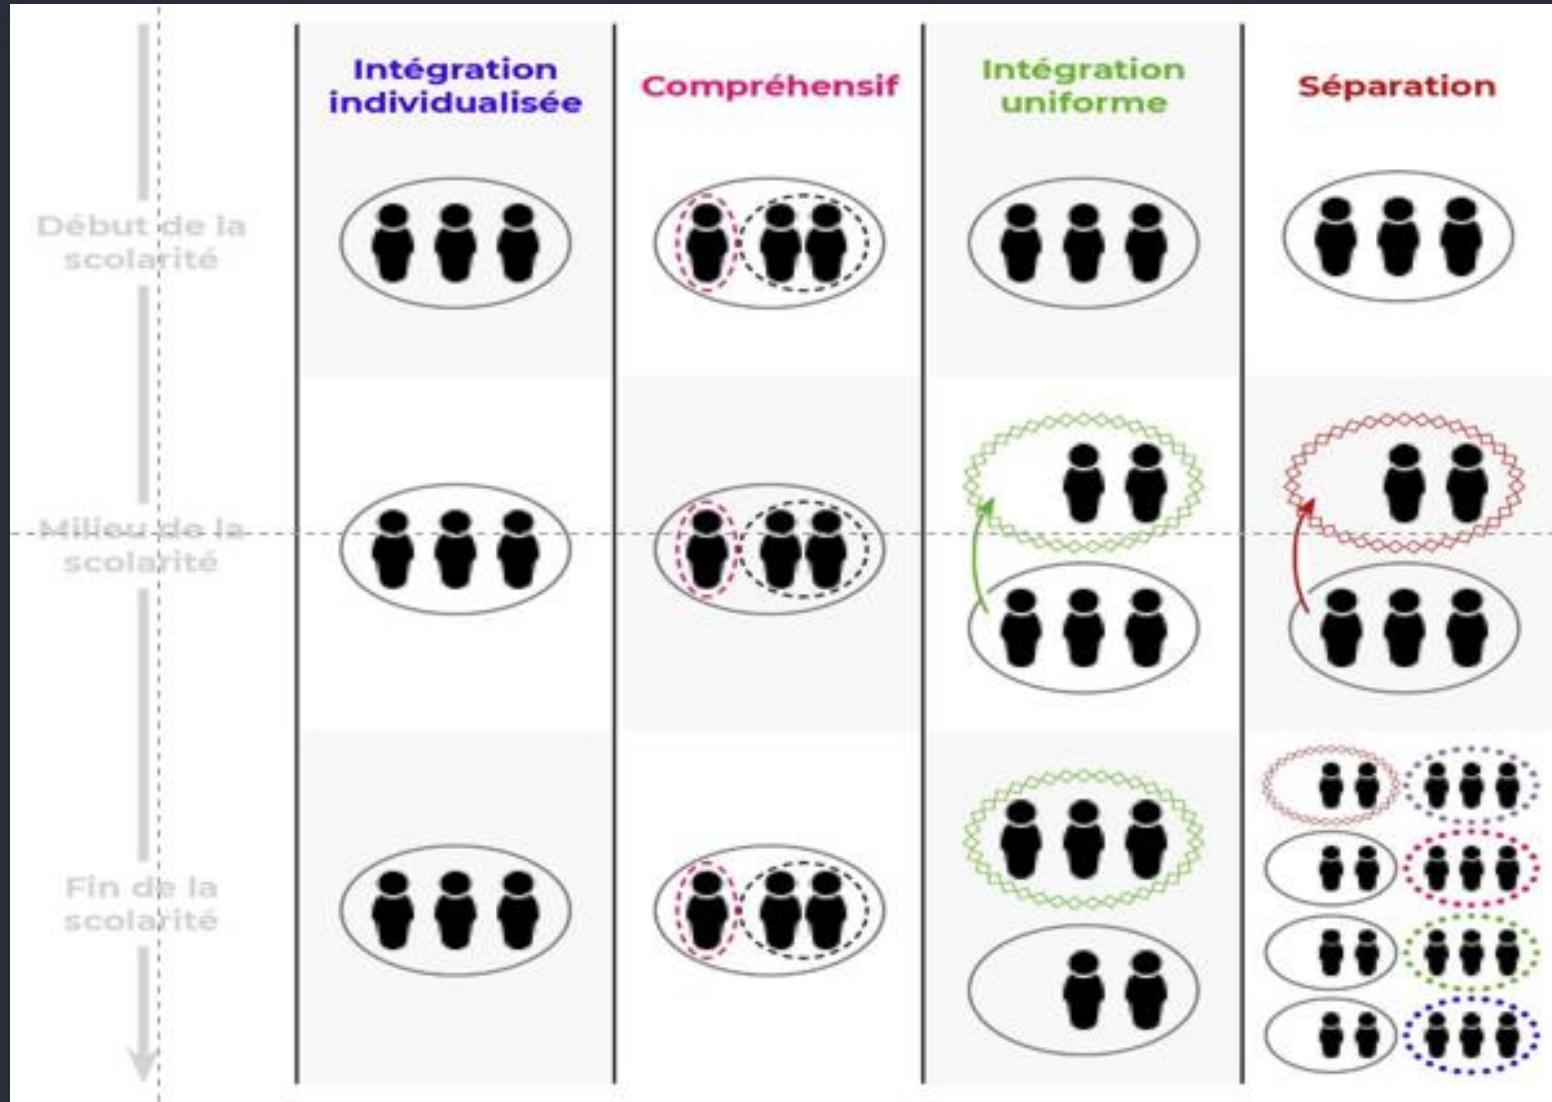 Intégration
individualisée
Compréhensif
Intégration
uniforme
Séparation
Début de la
scolarité
Milieu de la
scolarité
Fin de la
scolarité